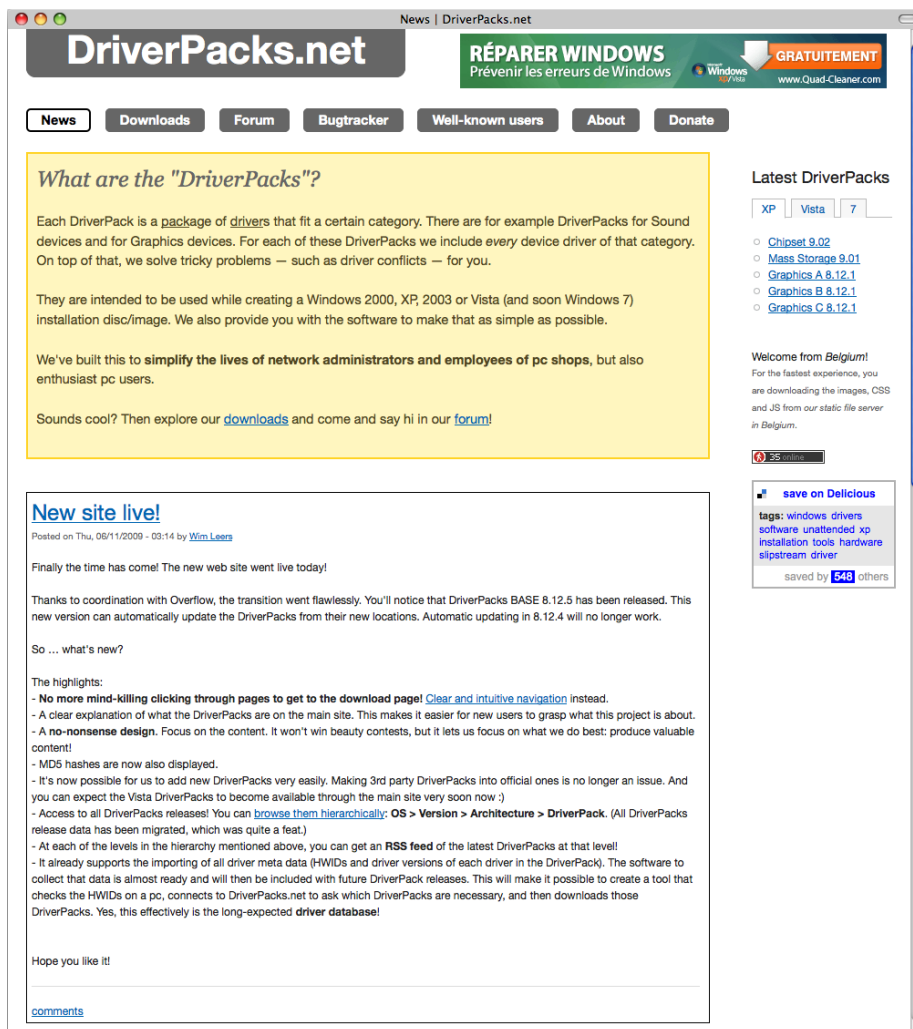 News | DriverPacks.net
DriverPacks.net
RÉPARER WINDOWS
Prévenir les erreurs de Windows
Microsoft
Windows
XP/Vista
GRATUITEMENT
www.Quad-Cleaner.com
News
Downloads
Forum
Bugtracker
Well-known users
About
Donate
What are the "DriverPacks"?
Each DriverPack is a package of drivers that fit a certain category. There are for example DriverPacks for Sound
devices and for Graphics devices. For each of these DriverPacks we include every device driver of that category.
On top of that, we solve tricky problems — such as driver conflicts — for you.
They are intended to be used while creating a Windows 2000, XP, 2003 or Vista (and soon Windows 7)
installation disc/image. We also provide you with the software to make that as simple as possible.
We've built this to simplify the lives of network administrators and employees of pc shops, but also
enthusiast pc users.
Sounds cool? Then explore our downloads and come and say hi in our forum!
New site live!
Posted on Thu, 06/11/2009 - 03:14 by Wim Leers
Finally the time has come! The new web site went live today!
Thanks to coordination with Overflow, the transition went flawlessly. You'll notice that DriverPacks BASE 8.12.5 has been released. This
new version can automatically update the DriverPacks from their new locations. Automatic updating in 8.12.4 will no longer work.
So … what's new?
The highlights:
- No more mind-killing clicking through pages to get to the download page! Clear and intuitive navigation instead.
- A clear explanation of what the DriverPacks are on the main site. This makes it easier for new users to grasp what this project is about.
- A no-nonsense design. Focus on the content. It won't win beauty contests, but it lets us focus on what we do best: produce valuable
content!
- MD5 hashes are now also displayed.
- It's now possible for us to add new DriverPacks very easily. Making 3rd party DriverPacks into official ones is no longer an issue. And
you can expect the Vista DriverPacks to become available through the main site very soon now :)
- Access to all DriverPacks releases! You can browse them hierarchically: OS > Version > Architecture > DriverPack. (All DriverPacks
release data has been migrated, which was quite a feat.)
- At each of the levels in the hierarchy mentioned above, you can get an RSS feed of the latest DriverPacks at that level!
- It already supports the importing of all driver meta data (HWIDs and driver versions of each driver in the DriverPack). The software to
collect that data is almost ready and will then be included with future DriverPack releases. This will make it possible to create a tool that
checks the HWIDs on a pc, connects to DriverPacks.net to ask which DriverPacks are necessary, and then downloads those
DriverPacks. Yes, this effectively is the long-expected driver database!
Hope you like it!
comments
Latest DriverPacks
XP
Vista
7
Chipset 9.02
Mass Storage 9.01
Graphics A 8.12.1
Graphics B 8.12.1
Graphics C 8.12.1
Welcome from Belgium!
For the fastest experience, you
are downloading the images, CSS
and JS from our static file server
in Belgium.
35 online
save on Delicious
tags: windows drivers
software unattended xp
installation tools hardware
slipstream driver
saved by 548 others